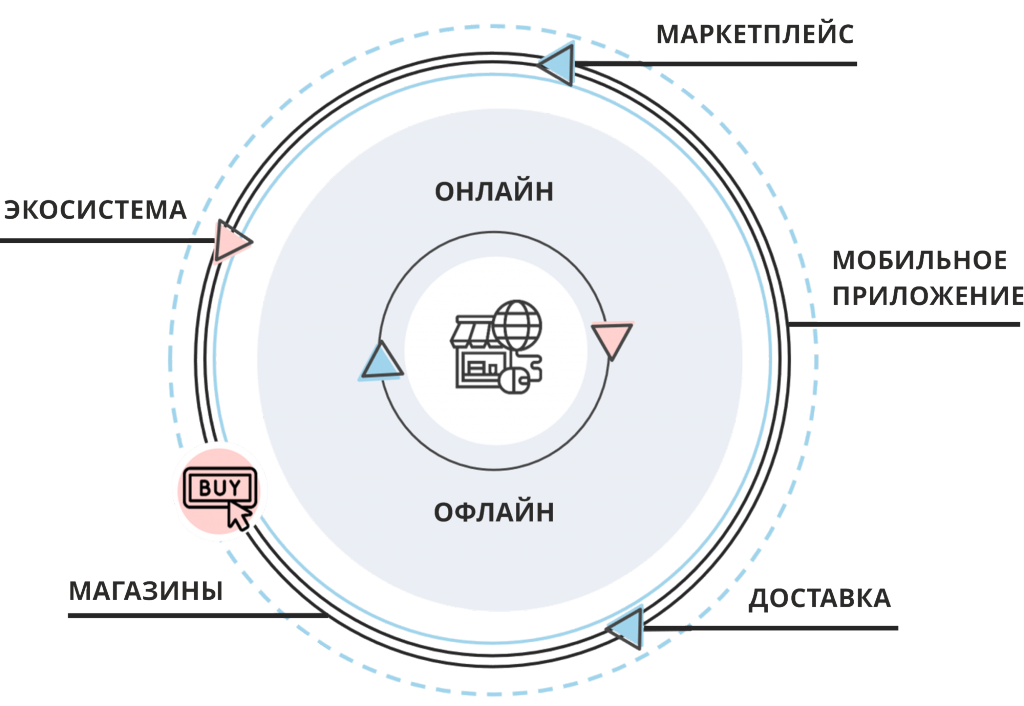 МАРКЕТПЛЕЙС
ОНЛАЙН
ЭКОСИСТЕМА
МОБИЛЬНОЕ
ПРИЛОЖЕНИЕ
BUY
ОФЛАЙН
МАГАЗИНЫ
ДОСТАВКА